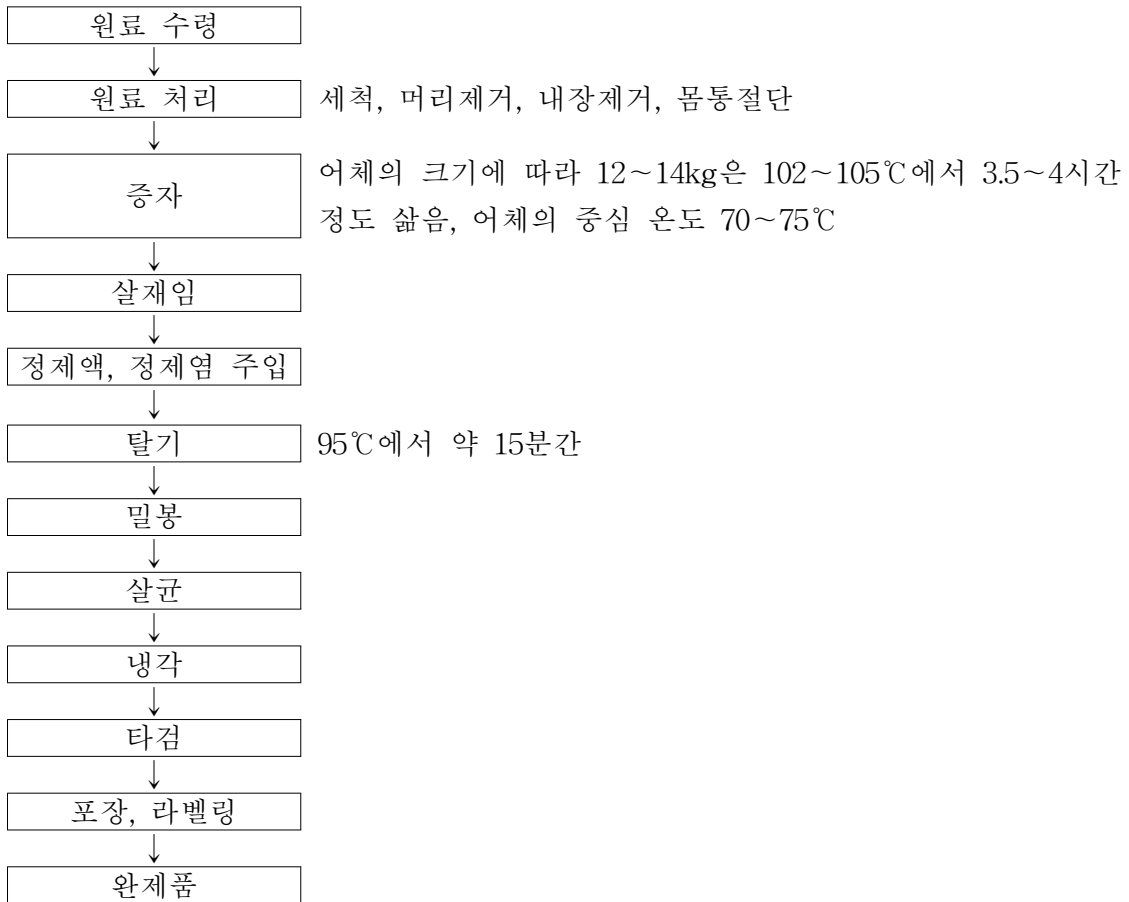 원료 수령
원료 처리 세척, 머리제거, 내장제거, 몸통절단
증자 어체의 크기에 따라 12~14kg은 102~105℃에서 3.5~4시간
정도 삶음, 어체의 중심 온도 70~75℃
살재임
정제액, 정제염 주입
탈기 95℃에서 약 15분간
밀봉
살균
냉각
타검
포장, 라벨링
완제품